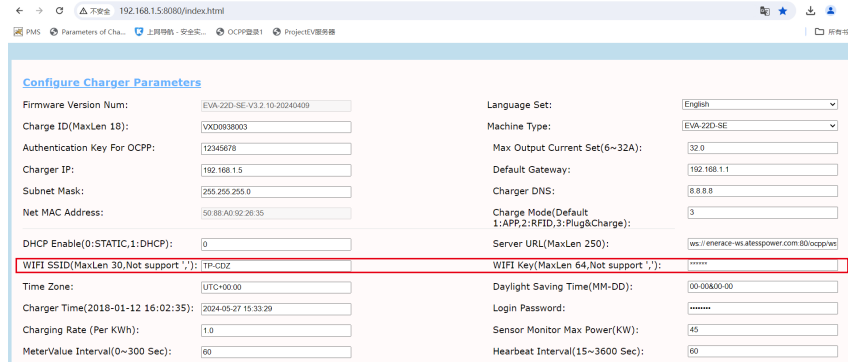 不安全 192.168.1.5:8080/index.html
PMS Parameters of Cha... 上网导航 - 安全实... OCPP登录1 ProjectEV服务器 所有书
Configure Charger Parameters
Firmware Version Num: EVA-22D-SE-V3.2.10-20240409 Language Set: English
Charge ID(MaxLen 18): VXD0938003 Machine Type: EVA-22D-SE
Authentication Key For OCPP: 12345678 Max Output Current Set(6~32A): 32.0
Charger IP: 192.168.1.5 Default Gateway: 192.168.1.1
Subnet Mask: 255.255.255.0 Charger DNS: 8.8.8.8
Net MAC Address: 50:88:A0:92:26:35 Charge Mode(Default 1:APP,2:RFID,3:Plug&Charge): 3
DHCP Enable(0:STATIC,1:DHCP): 0 Server URL(MaxLen 250): ws://enerace-ws.atesspower.com:80/ocpp/ws
WIFI SSID(MaxLen 30,Not support ','): TP-CDZ WIFI Key(MaxLen 64,Not support ','): ······
Time Zone: UTC+00:00 Daylight Saving Time(MM-DD): 00-00&00-00
Charger Time(2018-01-12 16:02:35): 2024-05-27 15:33:29 Login Password: ········
Charging Rate (Per KWh): 1.0 Sensor Monitor Max Power(KW): 45
MeterValue Interval(0~300 Sec): 60 Hearbeat Interval(15~3600 Sec): 60